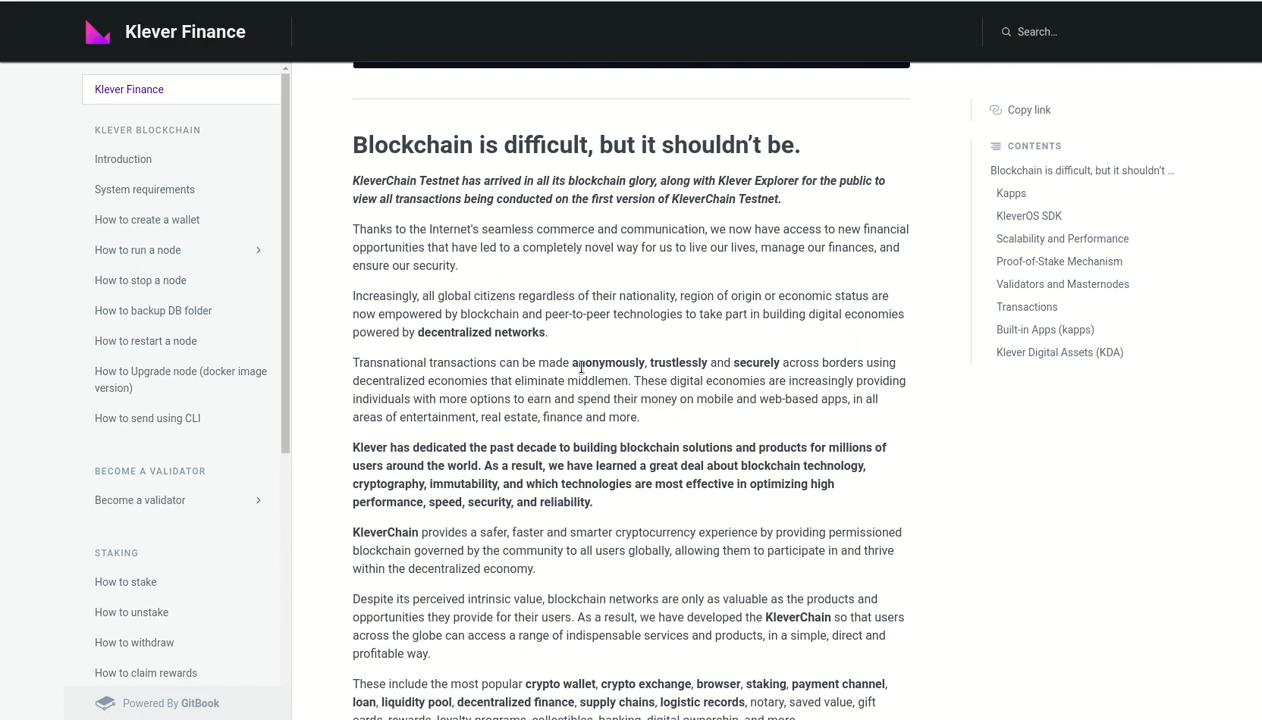 Klever Finance
Search…
Klever Finance
KLEVER BLOCKCHAIN
Introduction
System requirements
How to create a wallet
How to run a node
How to stop a node
How to backup DB folder
How to restart a node
How to Upgrade node (docker image
version)
How to send using CLI
BECOME A VALIDATOR
Become a validator
STAKING
How to stake
How to unstake
How to withdraw
How to claim rewards
Powered By GitBook
Blockchain is difficult, but it shouldn’t be.
KleverChain Testnet has arrived in all its blockchain glory, along with Klever Explorer for the public to
view all transactions being conducted on the first version of KleverChain Testnet.
Thanks to the Internet's seamless commerce and communication, we now have access to new financial
opportunities that have led to a completely novel way for us to live our lives, manage our finances, and
ensure our security.
Increasingly, all global citizens regardless of their nationality, region of origin or economic status are
now empowered by blockchain and peer-to-peer technologies to take part in building digital economies
powered by decentralized networks.
Transnational transactions can be made anonymously, trustlessly and securely across borders using
decentralized economies that eliminate middlemen. These digital economies are increasingly providing
individuals with more options to earn and spend their money on mobile and web-based apps, in all
areas of entertainment, real estate, finance and more.
Klever has dedicated the past decade to building blockchain solutions and products for millions of
users around the world. As a result, we have learned a great deal about blockchain technology,
cryptography, immutability, and which technologies are most effective in optimizing high
performance, speed, security, and reliability.
KleverChain provides a safer, faster and smarter cryptocurrency experience by providing permissioned
blockchain governed by the community to all users globally, allowing them to participate in and thrive
within the decentralized economy.
Despite its perceived intrinsic value, blockchain networks are only as valuable as the products and
opportunities they provide for their users. As a result, we have developed the KleverChain so that users
across the globe can access a range of indispensable services and products, in a simple, direct and
profitable way.
These include the most popular crypto wallet, crypto exchange, browser, staking, payment channel,
loan, liquidity pool, decentralized finance, supply chains, logistic records, notary, saved value, gift
cards, rewards, loyalty programs, collectibles, banking, digital ownership, and more.
Copy link
CONTENTS
Blockchain is difficult, but it shouldn’t …
Kapps
KleverOS SDK
Scalability and Performance
Proof-of-Stake Mechanism
Validators and Masternodes
Transactions
Built-in Apps (kapps)
Klever Digital Assets (KDA)